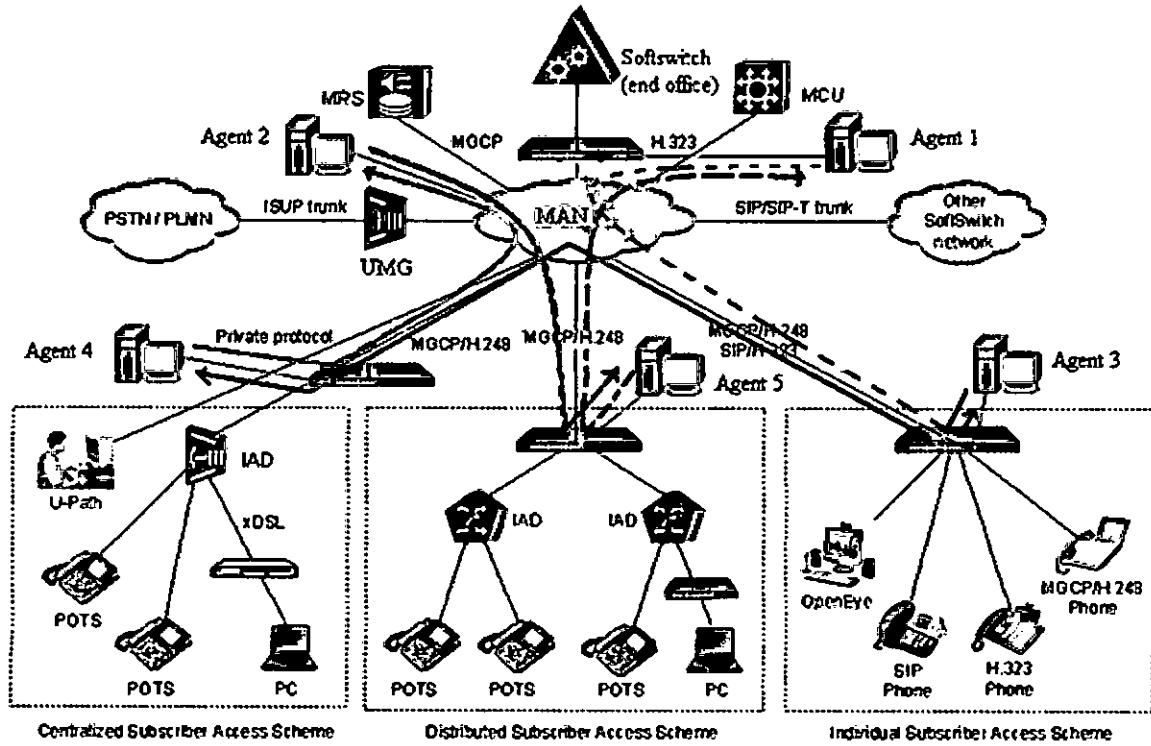 Softswitch
(end office)
MRS
MCU
Agent 2
MGCP
H.323
Agent 1
PSTN / PLMN
ISUP trunk
MAN
SIP/SIP-T trunk
Other
SoftSwitch
network
UMG
Agent 4
Private protocol
MGCP/H.248
MGCP/H.248
MGCP/H.248
SIP/H.323
Agent 5
Agent 3
U-Path
IAD
xDSL
POTS
POTS
PC
IAD
IAD
POTS
POTS
POTS
PC
OpenEye
MGCP/H.248
Phone
SIP
Phone
H.323
Phone
Centralized Subscriber Access Scheme
Distributed Subscriber Access Scheme
Individual Subscriber Access Scheme